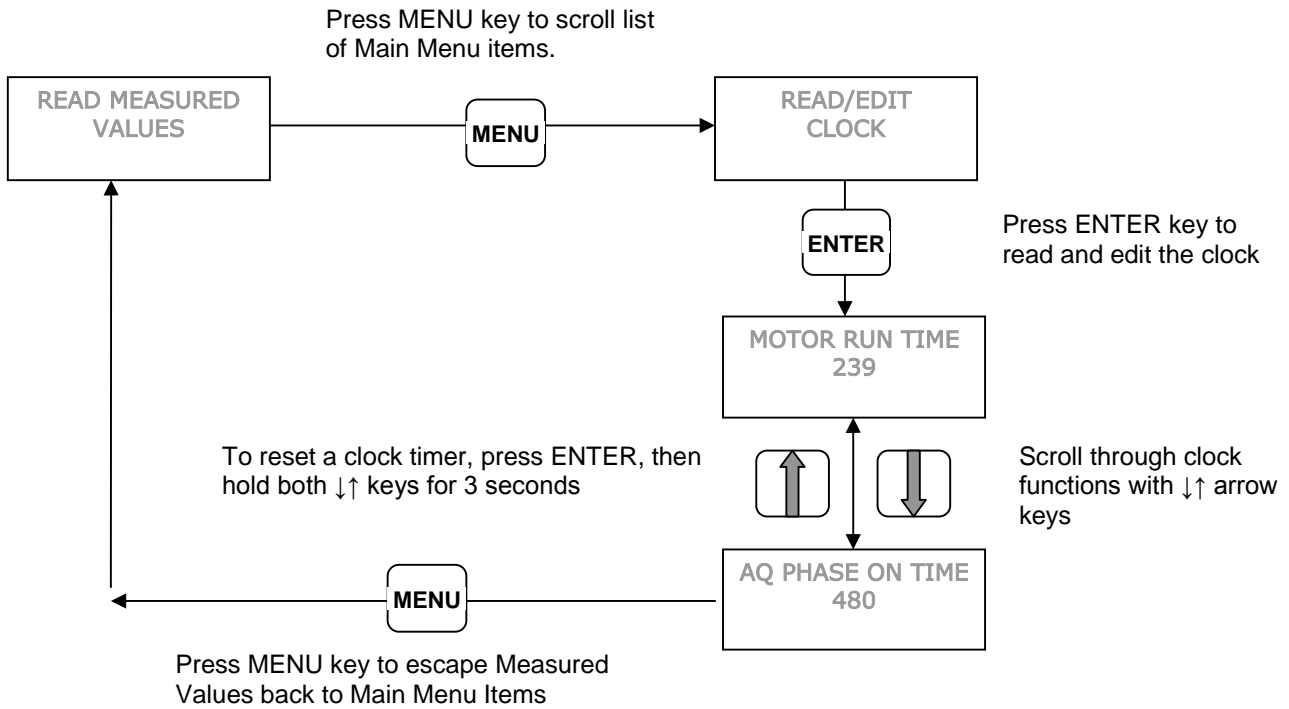 Press MENU key to scroll list
of Main Menu items.
READ MEASURED
VALUES
MENU
READ/EDIT
CLOCK
ENTER
Press ENTER key to
read and edit the clock
MOTOR RUN TIME
239
To reset a clock timer, press ENTER, then
hold both ↓↑ keys for 3 seconds
Scroll through clock
functions with ↓↑ arrow
keys
AQ PHASE ON TIME
480
MENU
Press MENU key to escape Measured
Values back to Main Menu Items